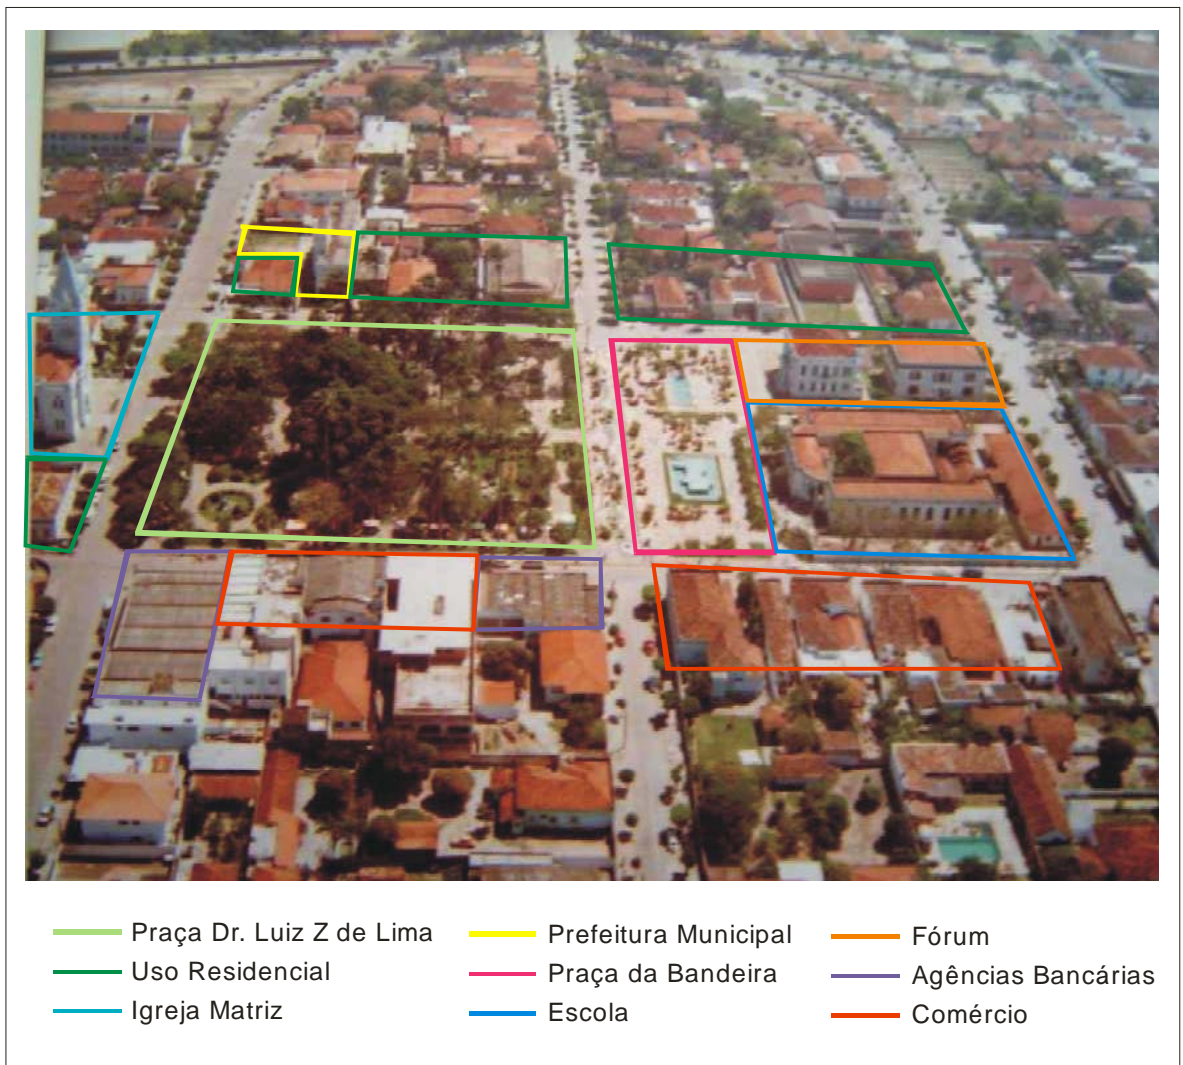 Praça Dr. Luiz Z de Lima
Uso Residencial
Igreja Matriz
Prefeitura Municipal
Praça da Bandeira
Escola
Fórum
Agências Bancárias
Comércio